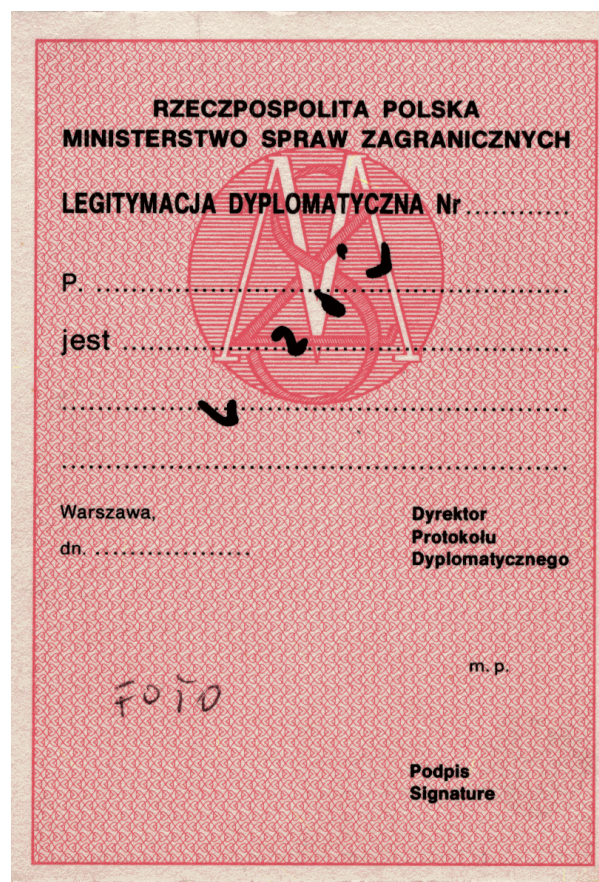 RZECZPOSPOLITA POLSKA
MINISTERSTWO SPRAW ZAGRANICZNYCH
LEGITYMACJA DYPLOMATYCZNA Nr............
P. ................................................
jest .............................................
......................................................
......................................................
Warszawa,
dn. ..................
Dyrektor
Protokołu
Dyplomatycznego
m. p.
FOTO
Podpis
Signature